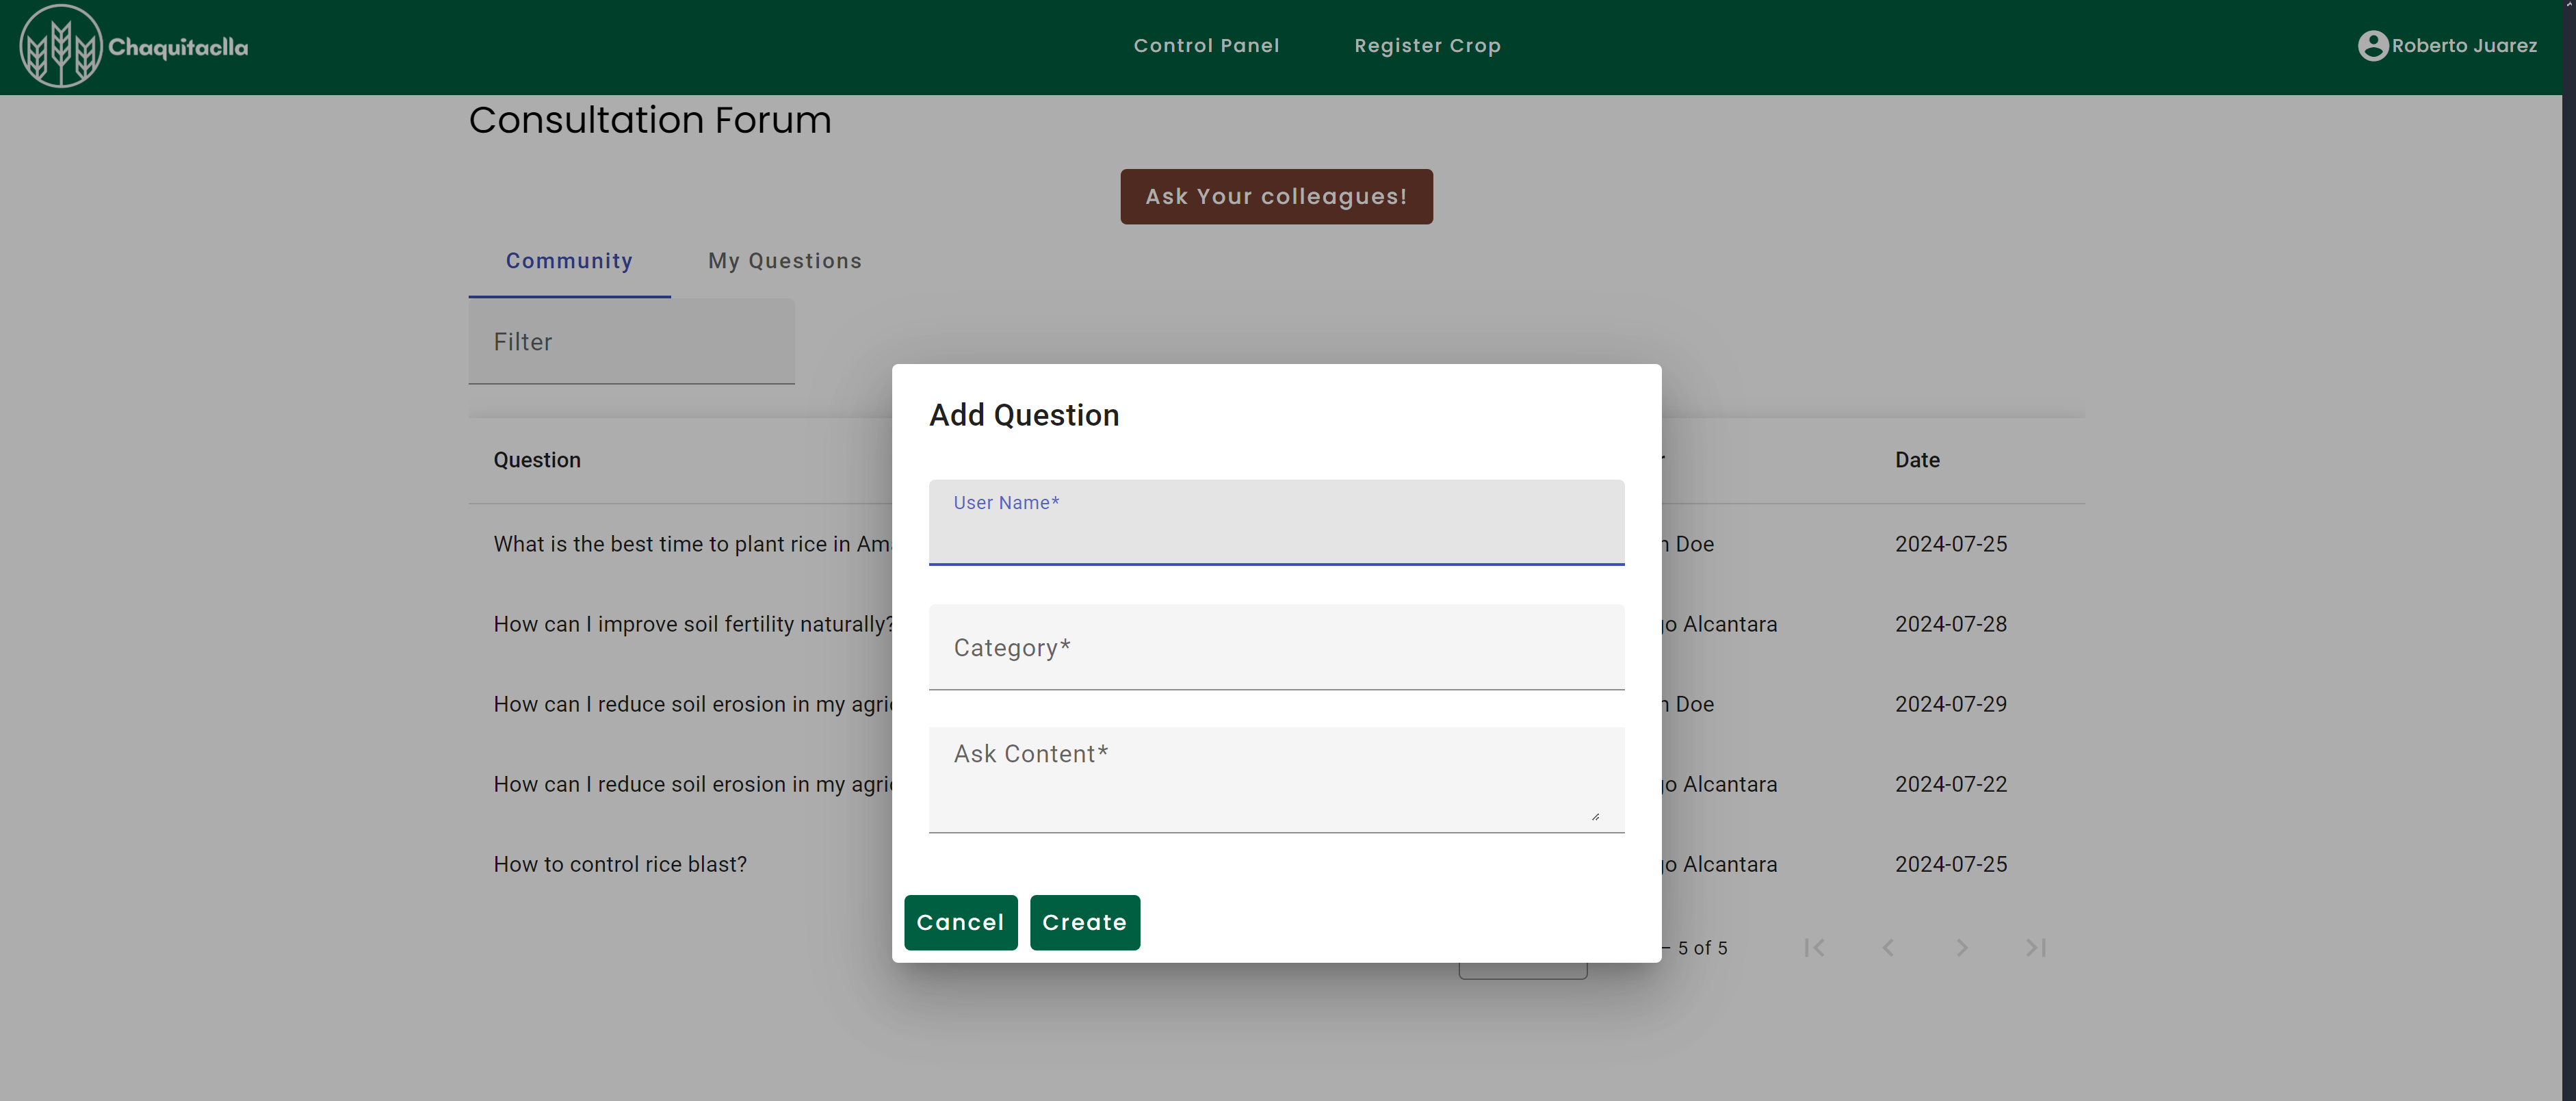 Chaquitaclla
Control Panel
Register Crop
Roberto Juarez
Consultation Forum
Ask Your colleagues!
Community
My Questions
Filter
Add Question
User Name*
Category*
Ask Content*
Cancel
Create
Question
Date
What is the best time to plant rice in
Doe
2024-07-25
How can I improve soil fertility naturally?
Alcantara
2024-07-28
How can I reduce soil erosion in my
Doe
2024-07-29
How can I reduce soil erosion in my
Alcantara
2024-07-22
How to control rice blast?
Alcantara
2024-07-25
– 5 of 5